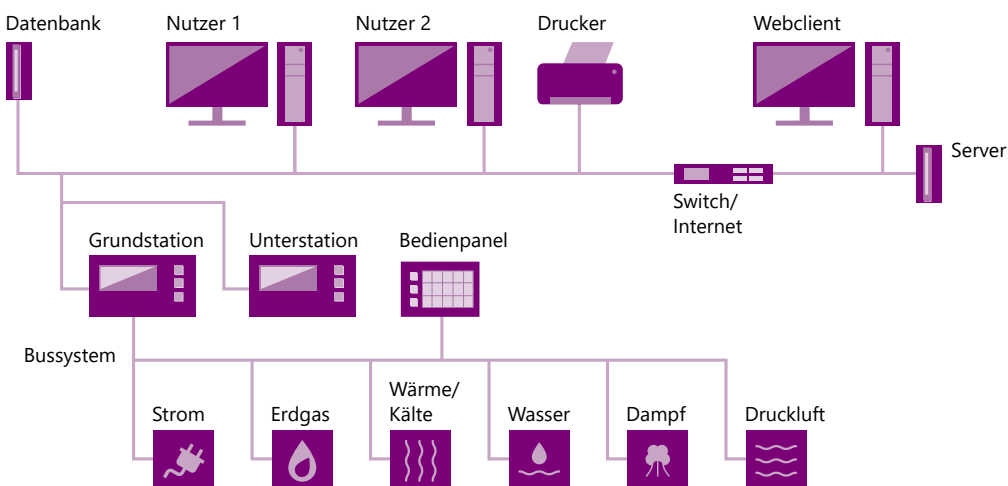 Datenbank
Nutzer 1
Nutzer 2
Drucker
Webclient
Server
Switch/
Internet
Grundstation
Unterstation
Bedienpanel
Bussystem
Strom
Erdgas
Wärme/
Kälte
Wasser
Dampf
Druckluft